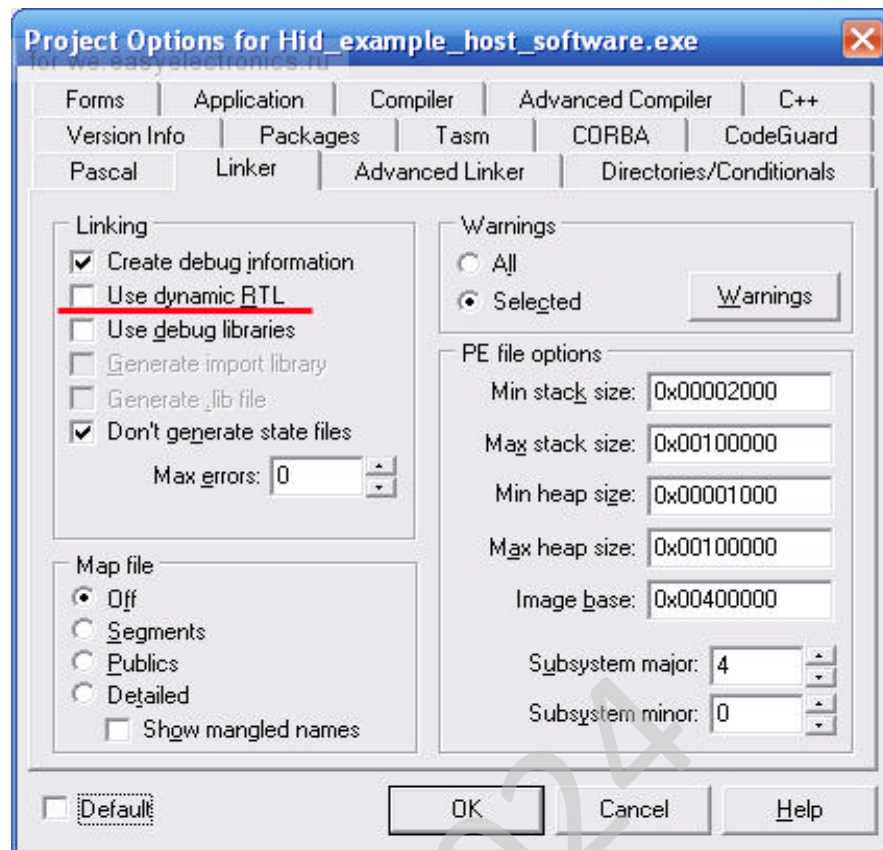 Project Options for Hid_example_host_software.exe
for we.easyelectronics.ru
Forms Application Compiler Advanced Compiler C++
Version Info Packages Tasm CORBA CodeGuard
Pascal Linker Advanced Linker Directories/Conditionals
Linking
Create debug information
Use dynamic RTL
Use debug libraries
Generate import library
Generate .lib file
Don't generate state files
Max errors: 0
Map file
Off
Segments
Publics
Detailed
Show mangled names
Warnings
All
Selected
Warnings
PE file options
Min stack size: 0x00002000
Max stack size: 0x00100000
Min heap size: 0x00001000
Max heap size: 0x00100000
Image base: 0x00400000
Subsystem major: 4
Subsystem minor: 0
Default OK Cancel Help